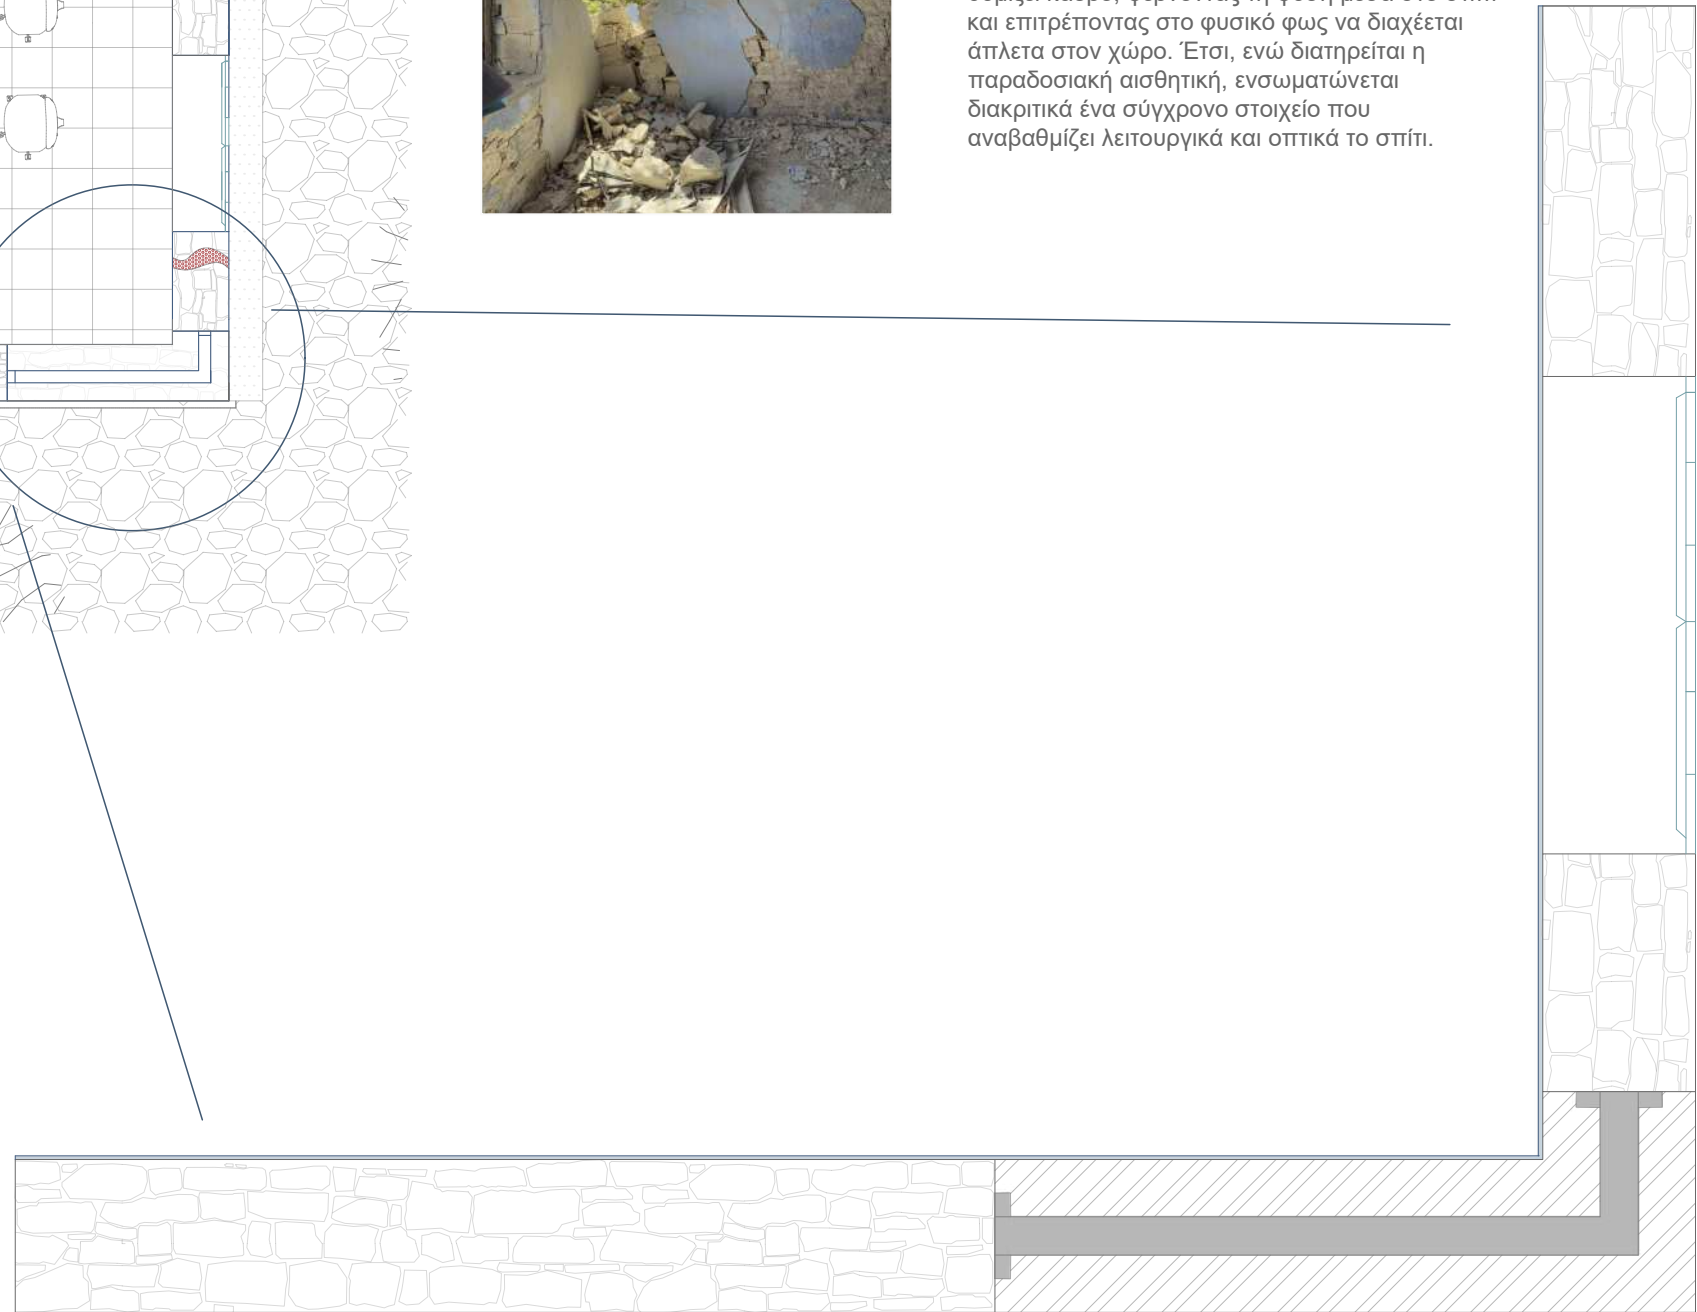 και επιτρέποντας στο φυσικό φως να διαχέεται
άπλετα στον χώρο. Έτσι, ενώ διατηρείται η
παραδοσιακή αισθητική, ενσωματώνεται
διακριτικά ένα σύγχρονο στοιχείο που
αναβαθμίζει λειτουργικά και οπτικά το σπίτι.